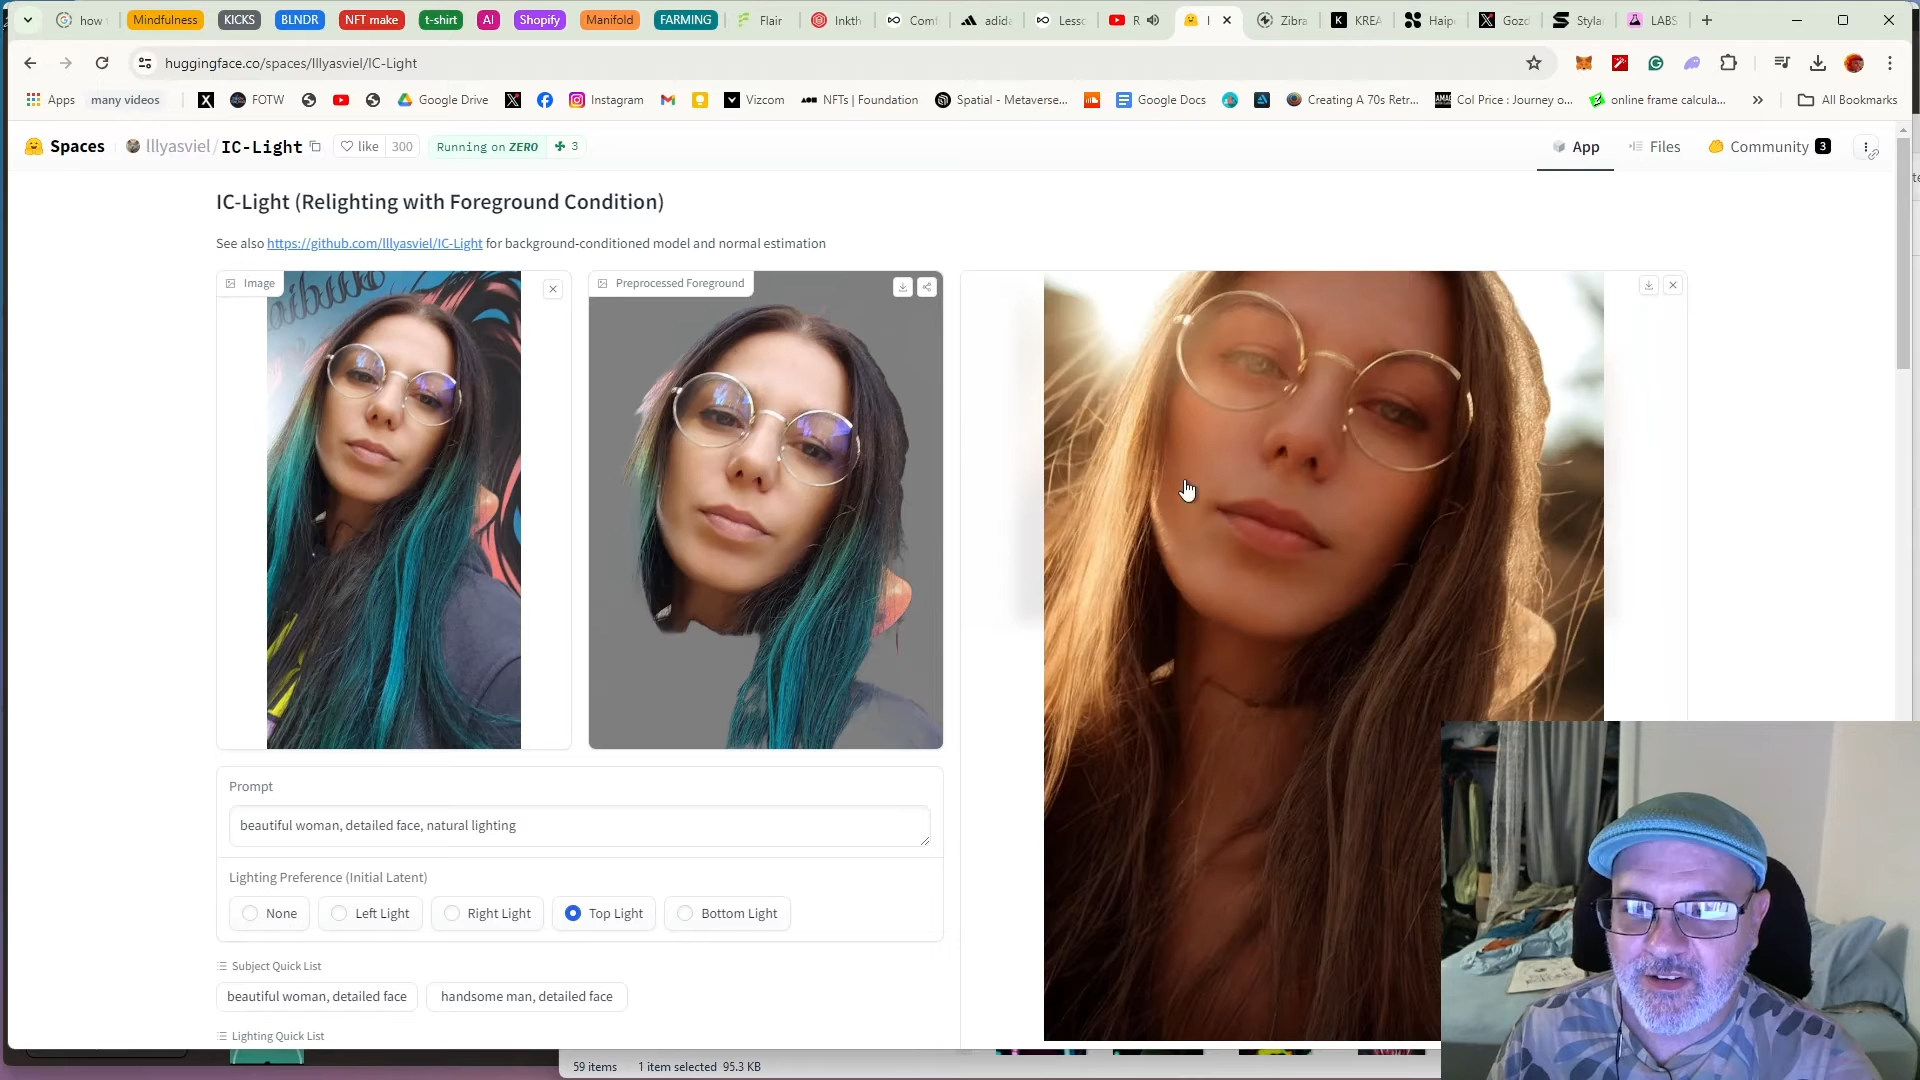 how
Mindfulness
KICKS
BLNDR
NFT make
t-shirt
AI
Shopify
Manifold
FARMING
Flair
Inkth
Comf
adida
Lesso
R
I
Zibra
KREA
Haipe
Gozd
Stylar
LABS
huggingface.co/spaces/lllyasviel/IC-Light
Apps
many videos
FOTW
Google Drive
Instagram
Vizcom
NFTs | Foundation
Spatial - Metaverse...
Google Docs
Creating A 70s Retr...
Col Price : Journey o...
online frame calcula...
All Bookmarks
Spaces
lllyasviel/IC-Light
like 300
Running on ZERO 3
App
Files
Community 3
IC-Light (Relighting with Foreground Condition)
See also https://github.com/lllyasviel/IC-Light for background-conditioned model and normal estimation
Image
Preprocessed Foreground
Prompt
beautiful woman, detailed face, natural lighting
Lighting Preference (Initial Latent)
None
Left Light
Right Light
Top Light
Bottom Light
Subject Quick List
beautiful woman, detailed face
handsome man, detailed face
Lighting Quick List
59 items 1 item selected 95.3 KB